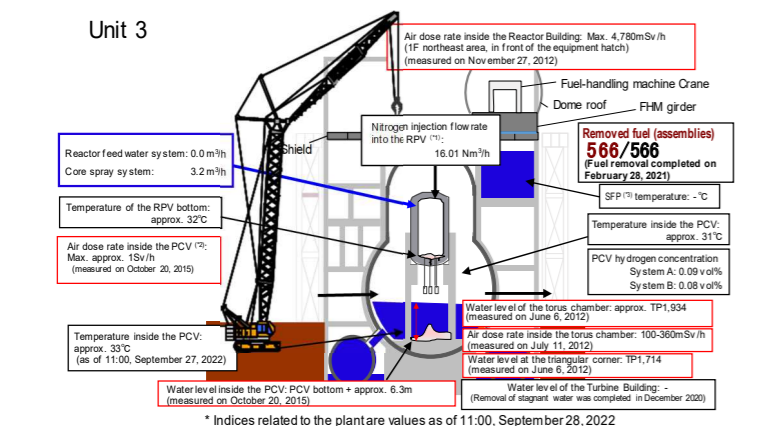 Unit 3
Air dose rate inside the Reactor Building: Max. 4,780mSv/h
(1F northeast area, in front of the equipment hatch)
(measured on November 27, 2012)
Fuel-handling machine Crane
Dome roof
FHM girder
Shield
Nitrogen injection flow rate
into the RPV (*1):
16.01 Nm³/h
Removed fuel (assemblies)
566/566
(Fuel removal completed on
February 28, 2021)
Reactor feed water system: 0.0 m³/h
Core spray system: 3.2 m³/h
SFP (*3) temperature: - °C
Temperature of the RPV bottom:
approx. 32°C
Temperature inside the PCV:
approx. 31°C
Air dose rate inside the PCV (*2):
Max. approx. 1Sv/h
(measured on October 20, 2015)
PCV hydrogen concentration
System A: 0.09 vol%
System B: 0.08 vol%
Water level of the torus chamber: approx. TP1,934
(measured on June 6, 2012)
Air dose rate inside the torus chamber: 100-360mSv/h
(measured on July 11, 2012)
Temperature inside the PCV:
approx. 33°C
(as of 11:00, September 27, 2022)
Water level at the triangular corner: TP1,714
(measured on June 6, 2012)
Water level inside the PCV: PCV bottom + approx. 6.3m
(measured on October 20, 2015)
Water level of the Turbine Building: -
(Removal of stagnant water was completed in December 2020)
* Indices related to the plant are values as of 11:00, September 28, 2022